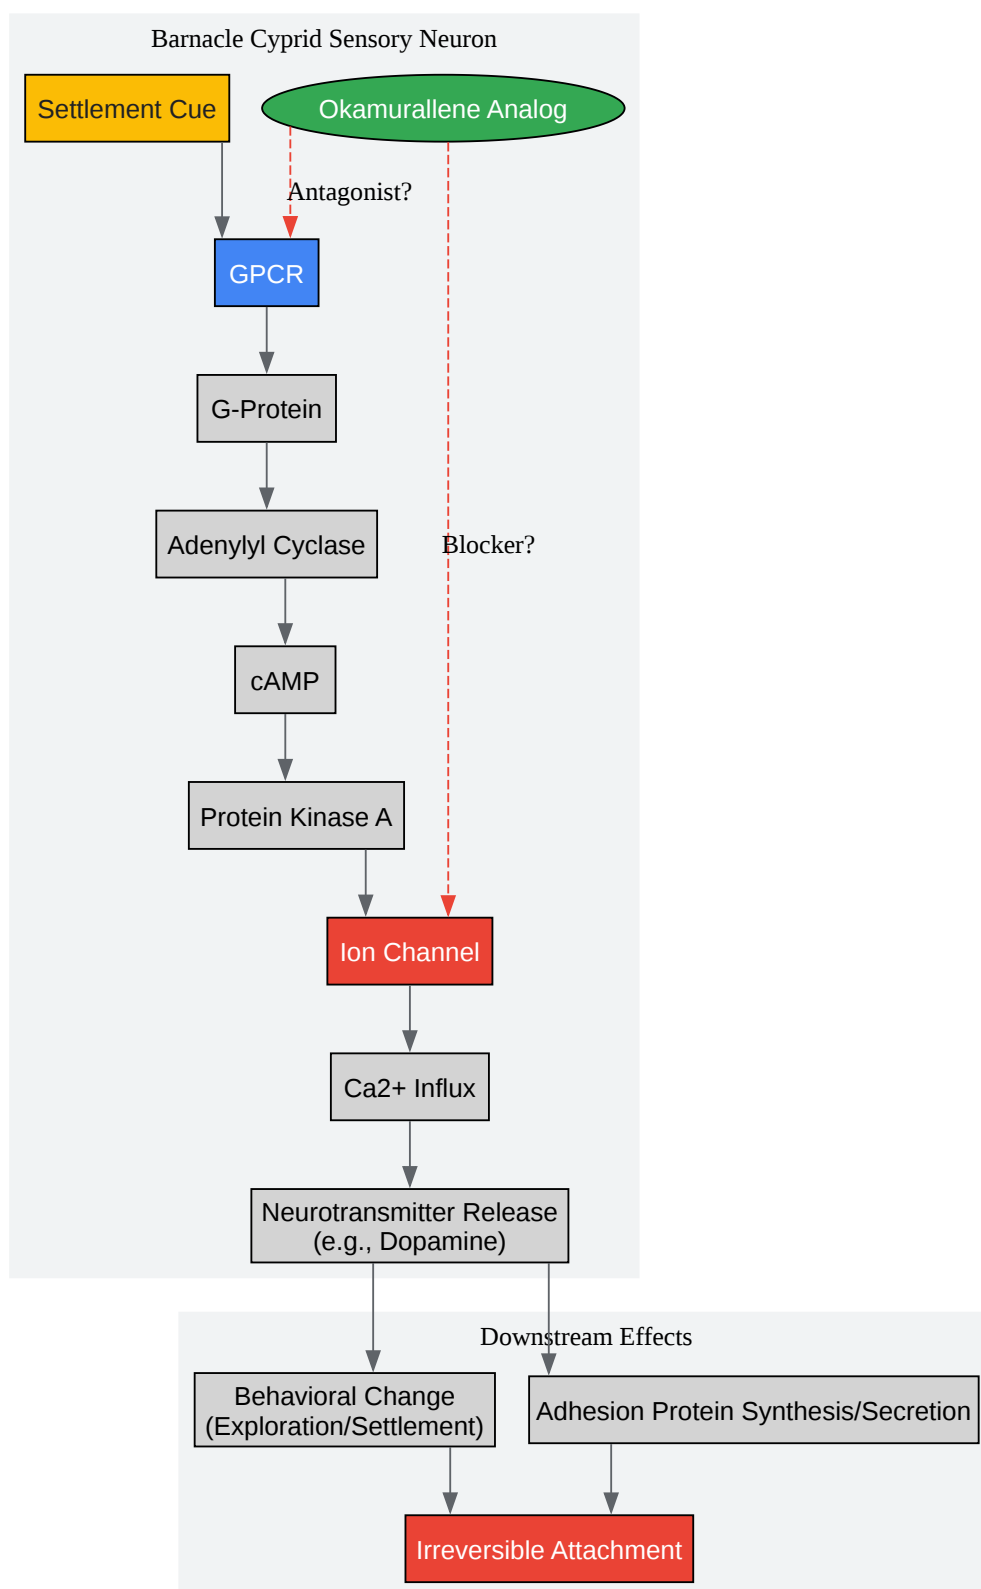 Barnacle Cyprid Sensory Neuron
Settlement Cue
Okamurallene Analog
Antagonist?
GPCR
G-Protein
Adenylyl Cyclase
Blocker?
cAMP
Protein Kinase A
Ion Channel
Ca2+ Influx
Neurotransmitter Release
(e.g., Dopamine)
Downstream Effects
Behavioral Change
(Exploration/Settlement)
Adhesion Protein Synthesis/Secretion
Irreversible Attachment